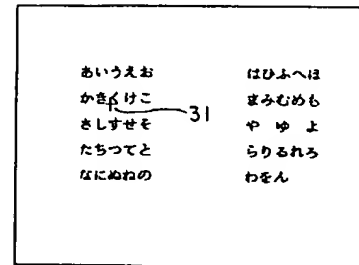 あいうえお
かきくけこ
さしすせそ
たちつてと
なにぬねの
はひふへほ
まみむめも
や ゆ よ
らりるれろ
わをん
31